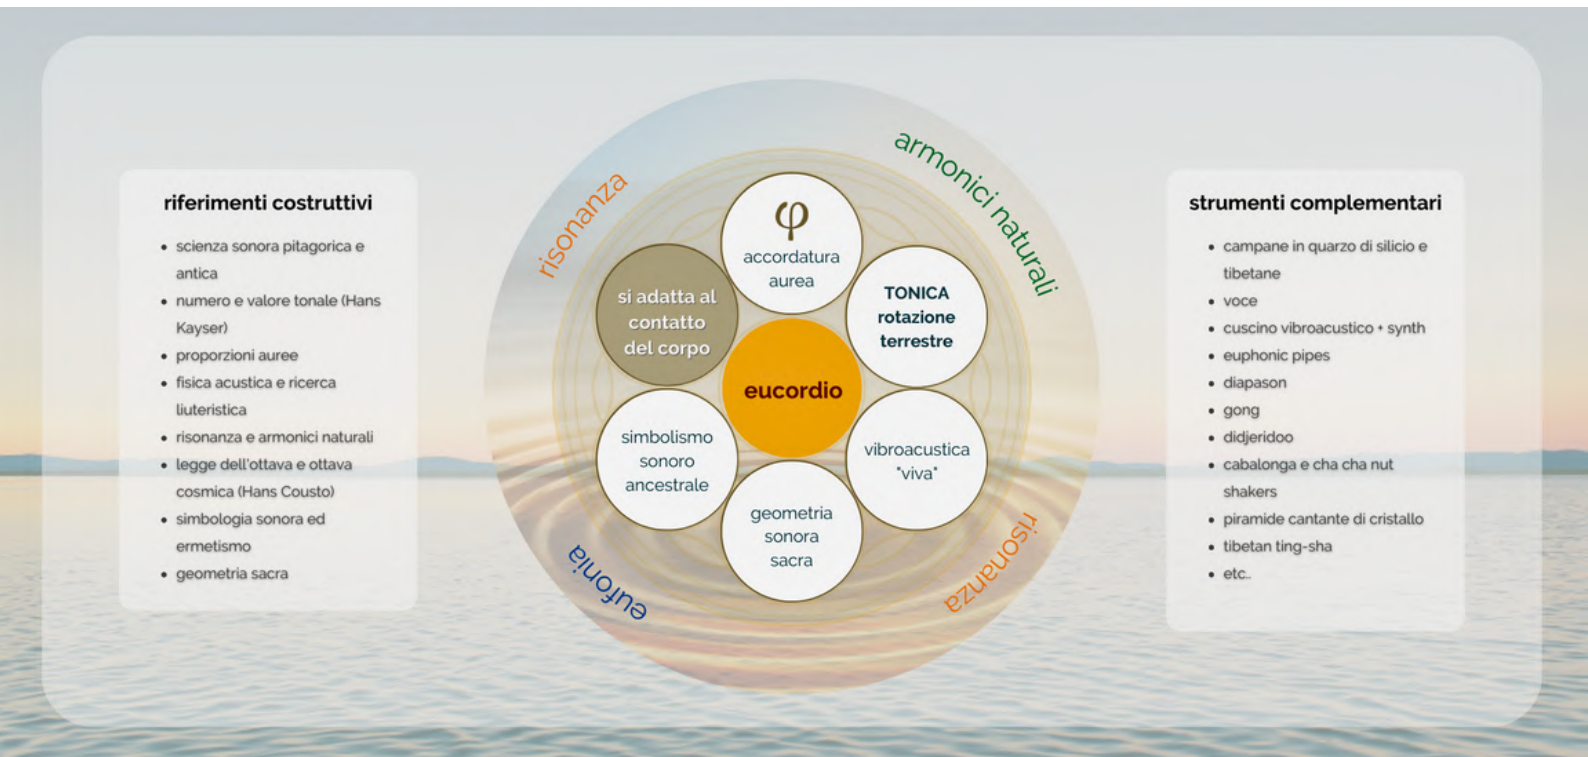 riferimenti costruttivi
scienza sonora pitagorica e
antica
numero e valore tonale (Hans
Kayser)
proporzioni auree
fisica acustica e ricerca
liuteristica
risonanza e armonici naturali
legge dell'ottava e ottava
cosmica (Hans Cousto)
simbologia sonora ed
ermetismo
geometria sacra
risonanza
armonici naturali
φ
accordatura
aurea
si adatta al
contatto
del corpo
TONICA
rotazione
terrestre
eucordio
simbolismo
sonoro
ancestrale
vibroacustica
"viva"
geometria
sonora
sacra
eufonia
risonanza
strumenti complementari
campane in quarzo di silicio e
tibetane
voce
cuscino vibroacustico + synth
euphonic pipes
diapason
gong
didjeridoo
cabalonga e cha cha nut
shakers
piramide cantante di cristallo
tibetan ting-sha
etc..